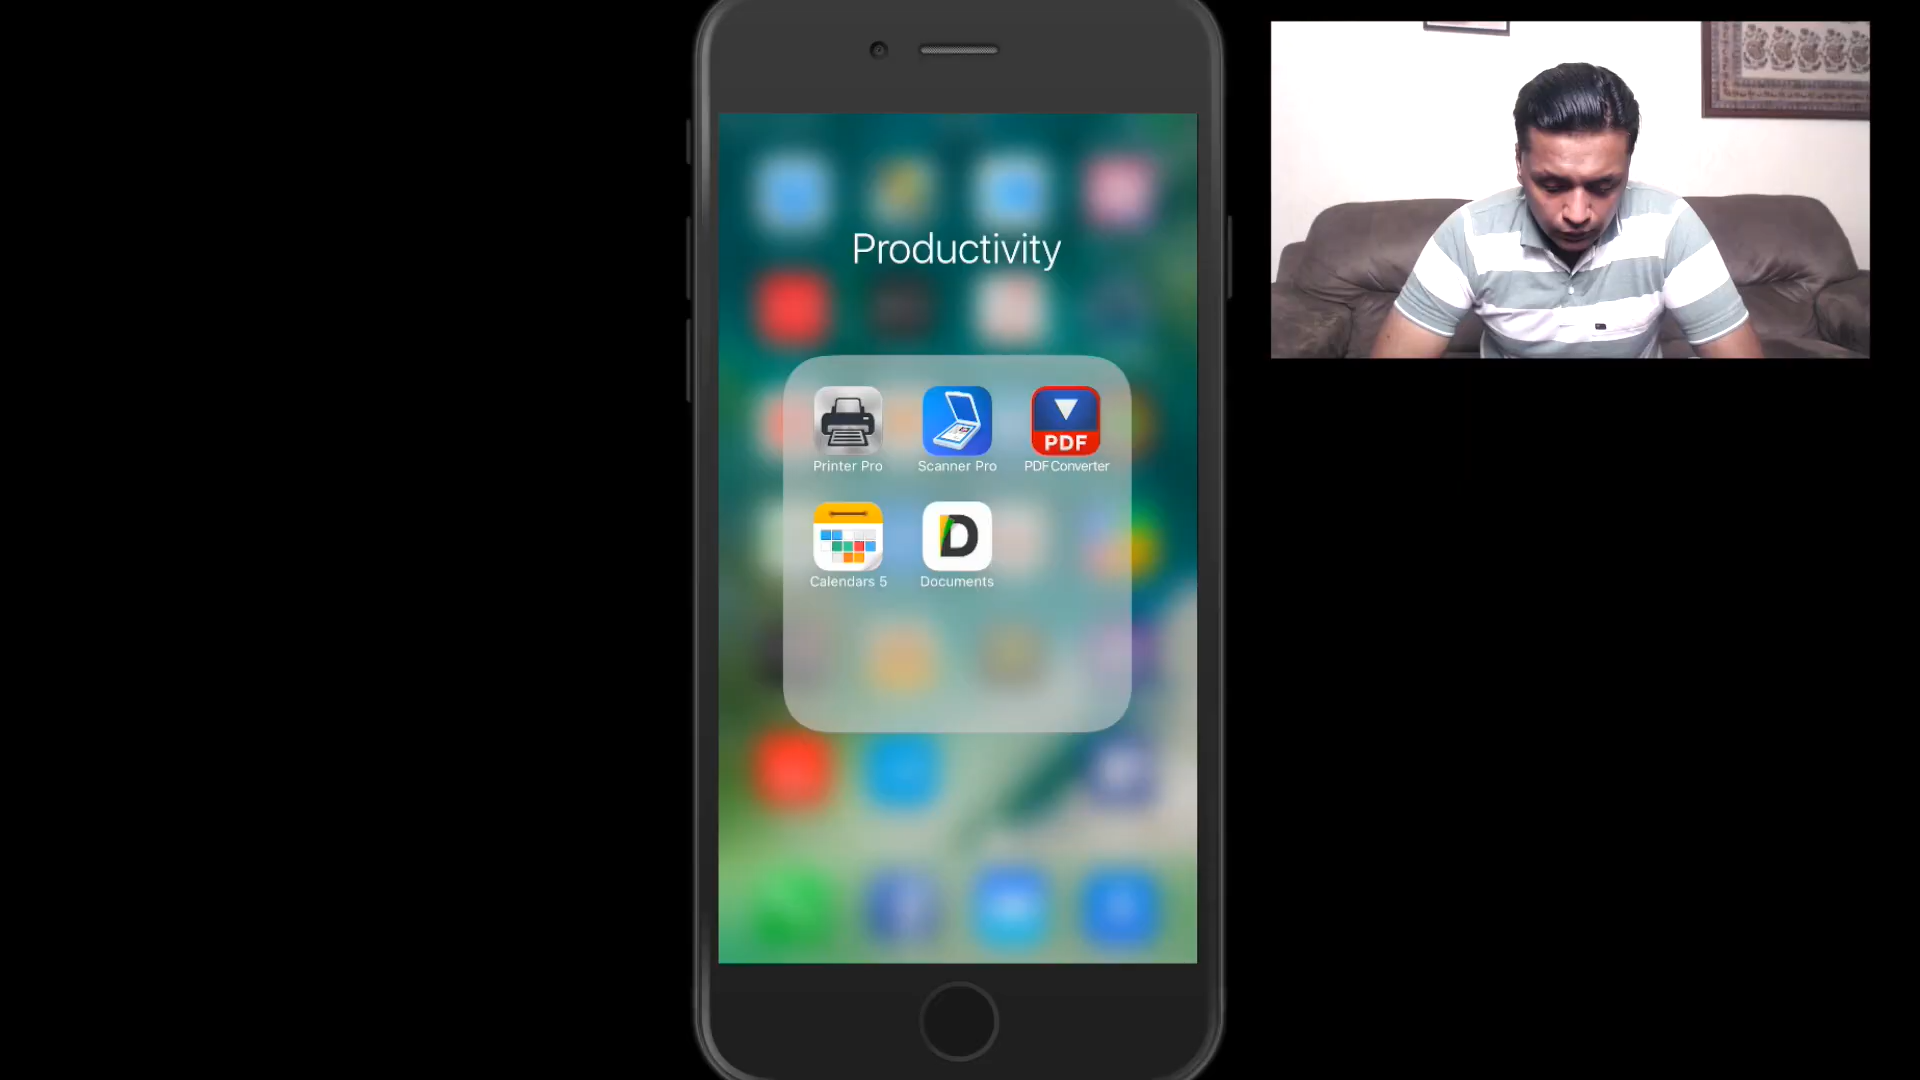 Productivity
Printer Pro
Scanner Pro
PDF
PDF Converter
Calendars 5
D
Documents